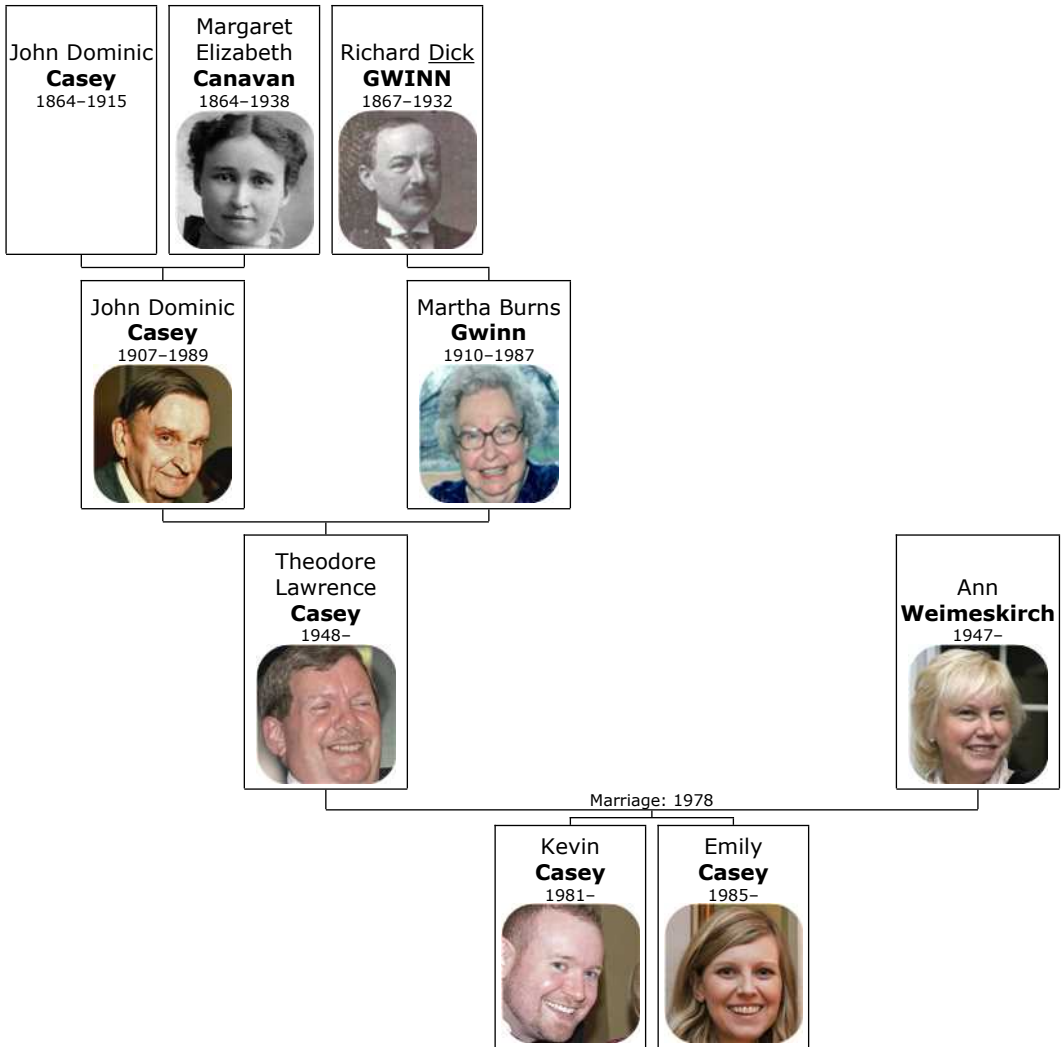 John Dominic
Casey
1864–1915
Margaret
Elizabeth
Canavan
1864–1938
Richard Dick
GWINN
1867–1932
John Dominic
Casey
1907–1989
Martha Burns
Gwinn
1910–1987
Theodore
Lawrence
Casey
1948–
Ann
Weimeskirch
1947–
Marriage: 1978
Kevin
Casey
1981–
Emily
Casey
1985–